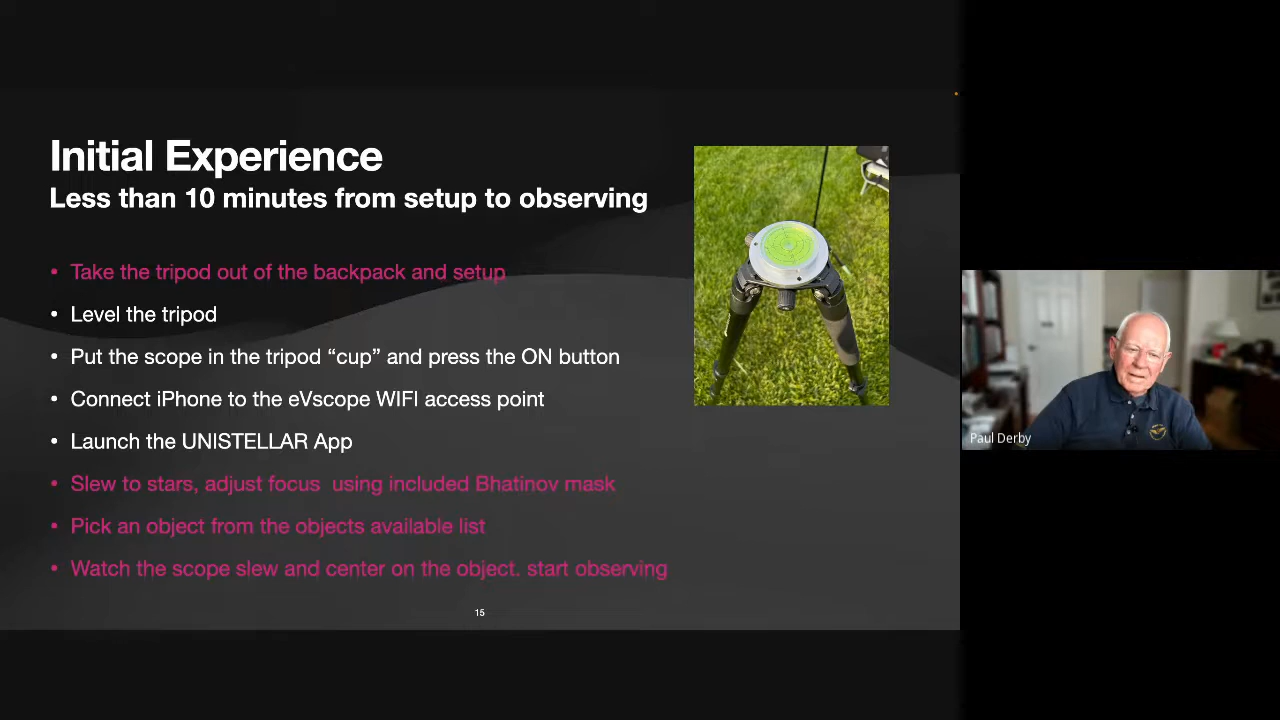 Initial Experience
Less than 10 minutes from setup to observing
• Take the tripod out of the backpack and setup
• Level the tripod
• Put the scope in the tripod “cup” and press the ON button
• Connect iPhone to the eVscope WIFI access point
• Launch the UNISTELLAR App
• Slew to stars, adjust focus  using included Bhatinov mask
• Pick an object from the objects available list
• Watch the scope slew and center on the object. start observing
15
Paul Derby